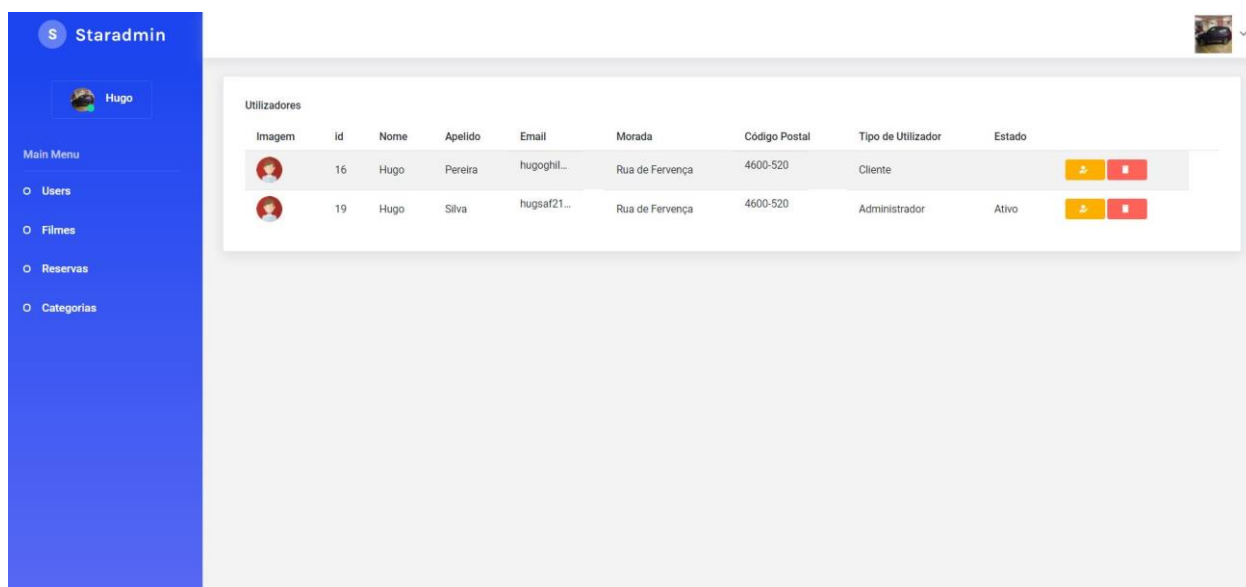 S Staradmin
Hugo
Main Menu
Users
Filmes
Reservas
Categorias
Utilizadores
Imagem id Nome Apelido Email Morada Código Postal Tipo de Utilizador Estado
16 Hugo Pereira hugoghil... Rua de Fervença 4600-520 Cliente
19 Hugo Silva hugsaf21... Rua de Fervença 4600-520 Administrador Ativo